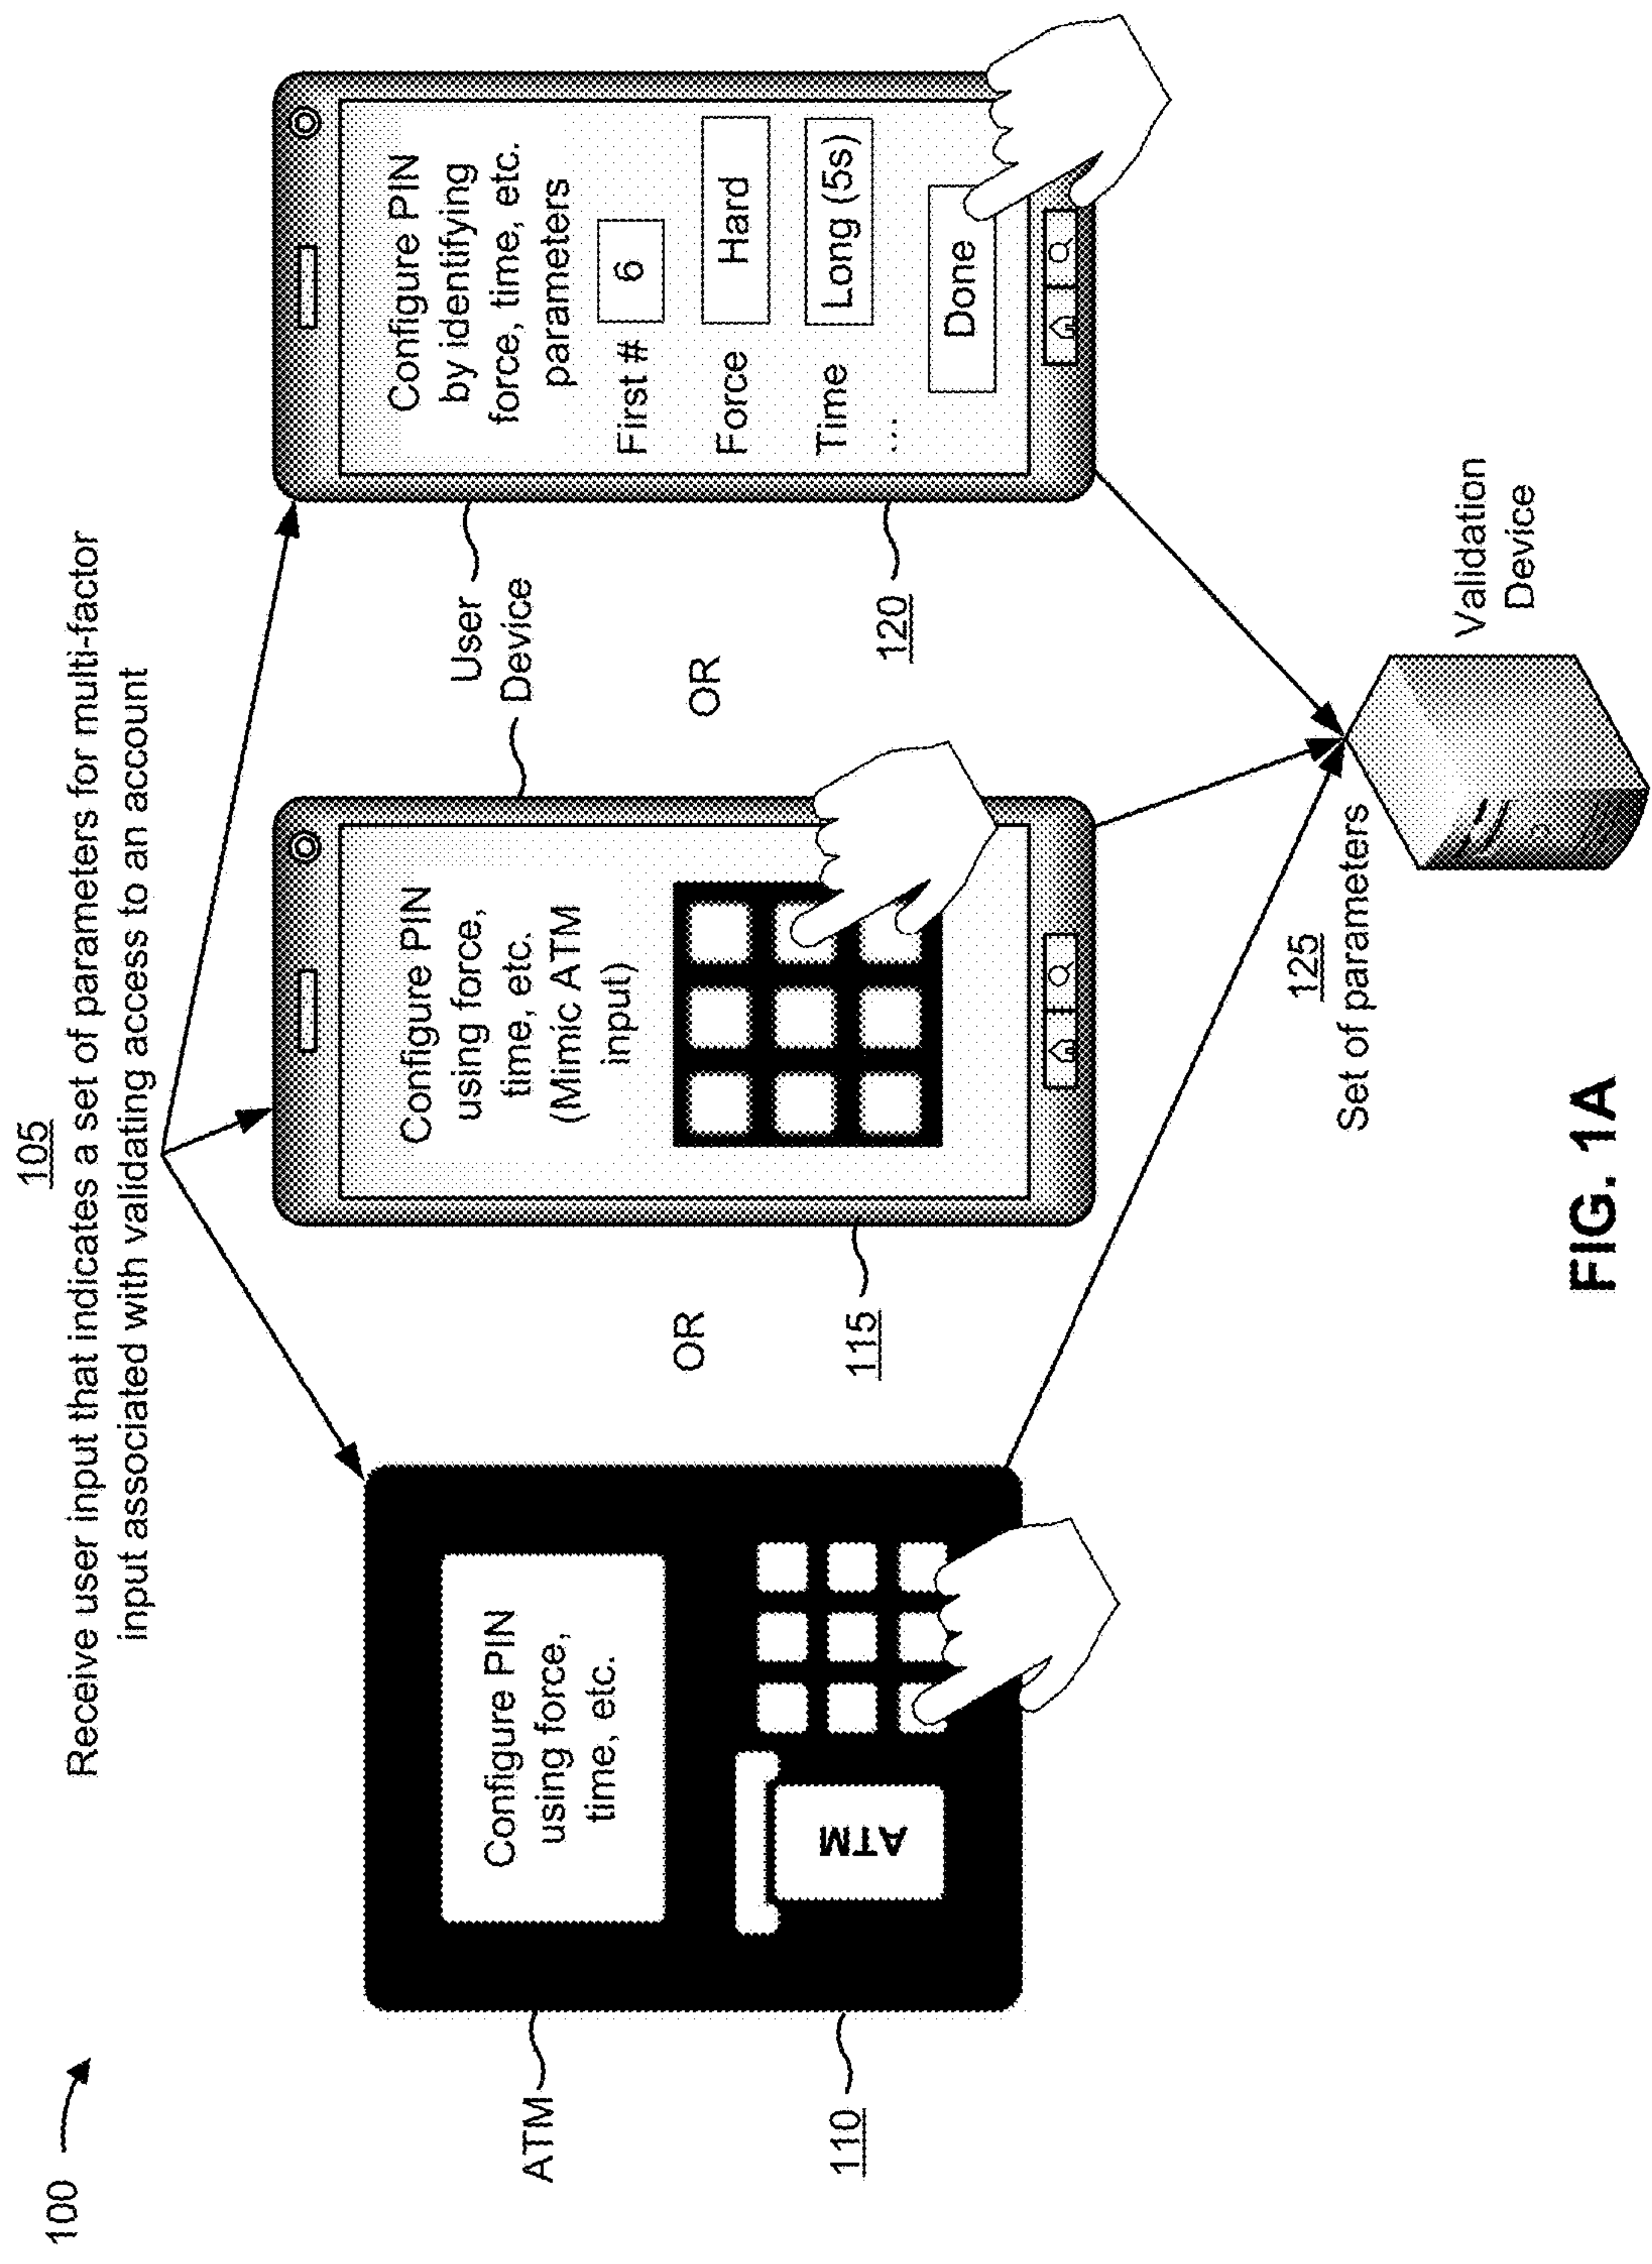 100
105
Receive user input that indicates a set of parameters for multi-factor
input associated with validating access to an account
ATM
110
Configure PIN
using force,
time, etc.
ATM
OR
115
Configure PIN
using force,
time, etc.
(Mimic ATM
input)
User
Device
OR
120
Configure PIN
by identifying
force, time, etc.
parameters
First # 6
Force Hard
Time Long (5s)
...
Done
125
Set of parameters
Validation
Device
FIG. 1A